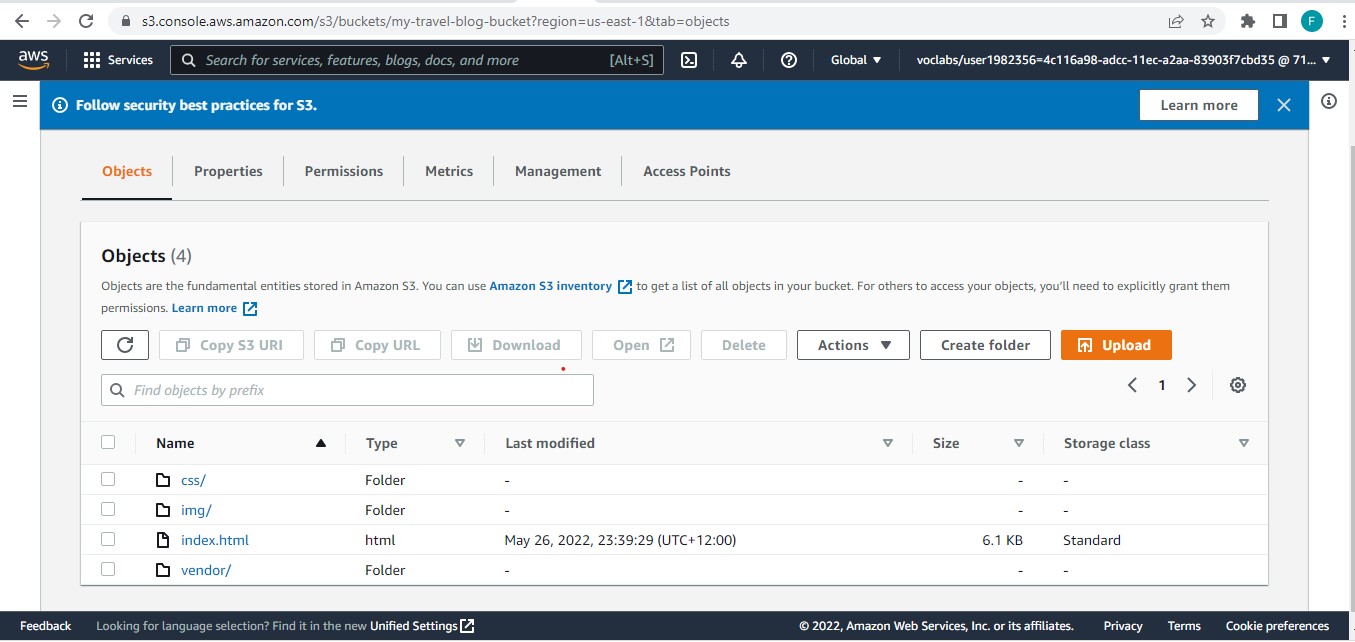 s3.console.aws.amazon.com/s3/buckets/my-travel-blog-bucket?region=us-east-1&tab=objects F
aws Services Search for services, features, blogs, docs, and more [Alt+S] Global voclabs/user1982356=4c116a98-adcc-11ec-a2aa-83903f7cbd35 @ 71...
Follow security best practices for S3. Learn more
Objects Properties Permissions Metrics Management Access Points
Objects (4)
Objects are the fundamental entities stored in Amazon S3. You can use Amazon S3 inventory to get a list of all objects in your bucket. For others to access your objects, you'll need to explicitly grant them
permissions. Learn more
Copy S3 URI Copy URL Download Open Delete Actions Create folder Upload
Find objects by prefix 1
Name Type Last modified Size Storage class
css/ Folder - - -
img/ Folder - - -
index.html html May 26, 2022, 23:39:29 (UTC+12:00) 6.1 KB Standard
vendor/ Folder - - -
Feedback Looking for language selection? Find it in the new Unified Settings © 2022, Amazon Web Services, Inc. or its affiliates. Privacy Terms Cookie preferences